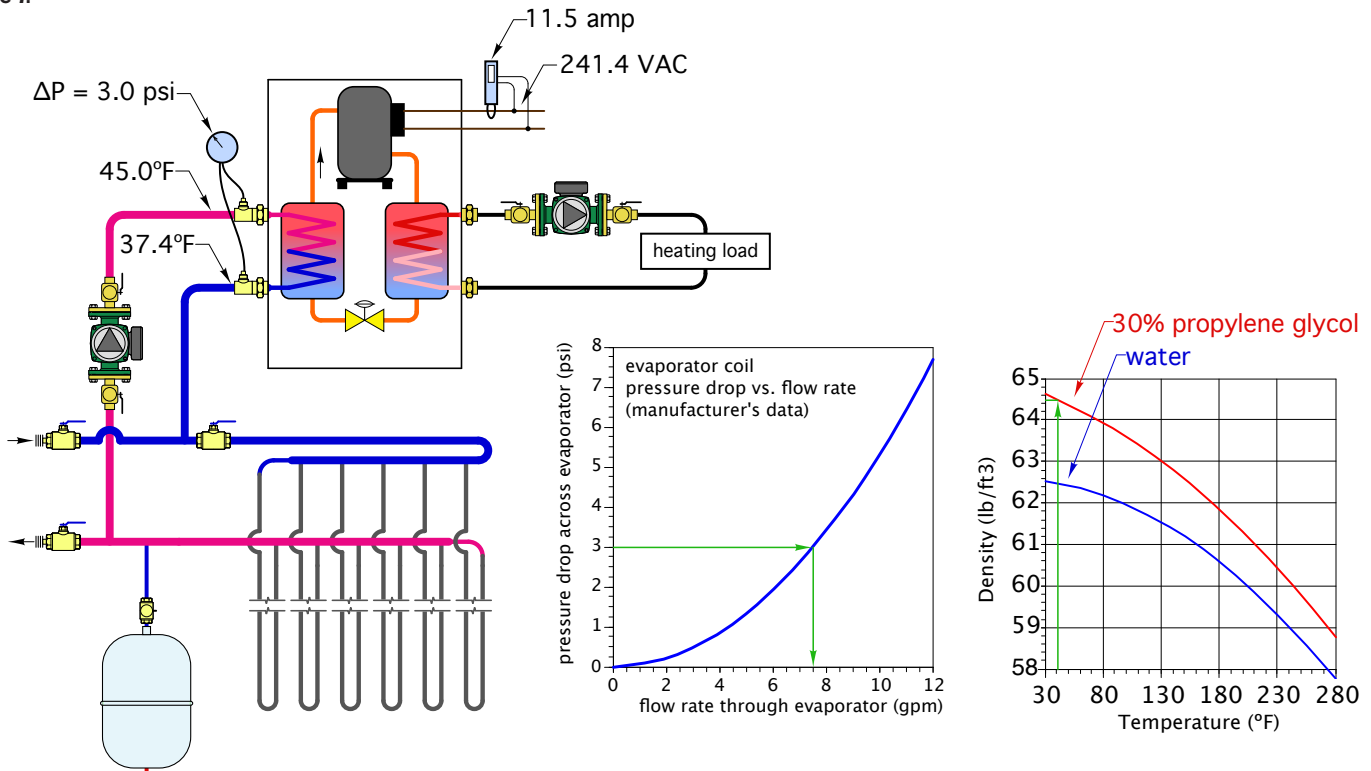 11.5 amp
241.4 VAC
ΔP = 3.0 psi
45.0ºF
37.4ºF
heating load
evaporator coil
pressure drop vs. flow rate
(manufacturer's data)
pressure drop across evaporator (psi)
8
7
6
5
4
3
2
1
0
0 2 4 6 8 10 12
flow rate through evaporator (gpm)
30% propylene glycol
water
Density (lb/ft3)
65
64
63
62
61
60
59
58
30 80 130 180 230 280
Temperature (ºF)